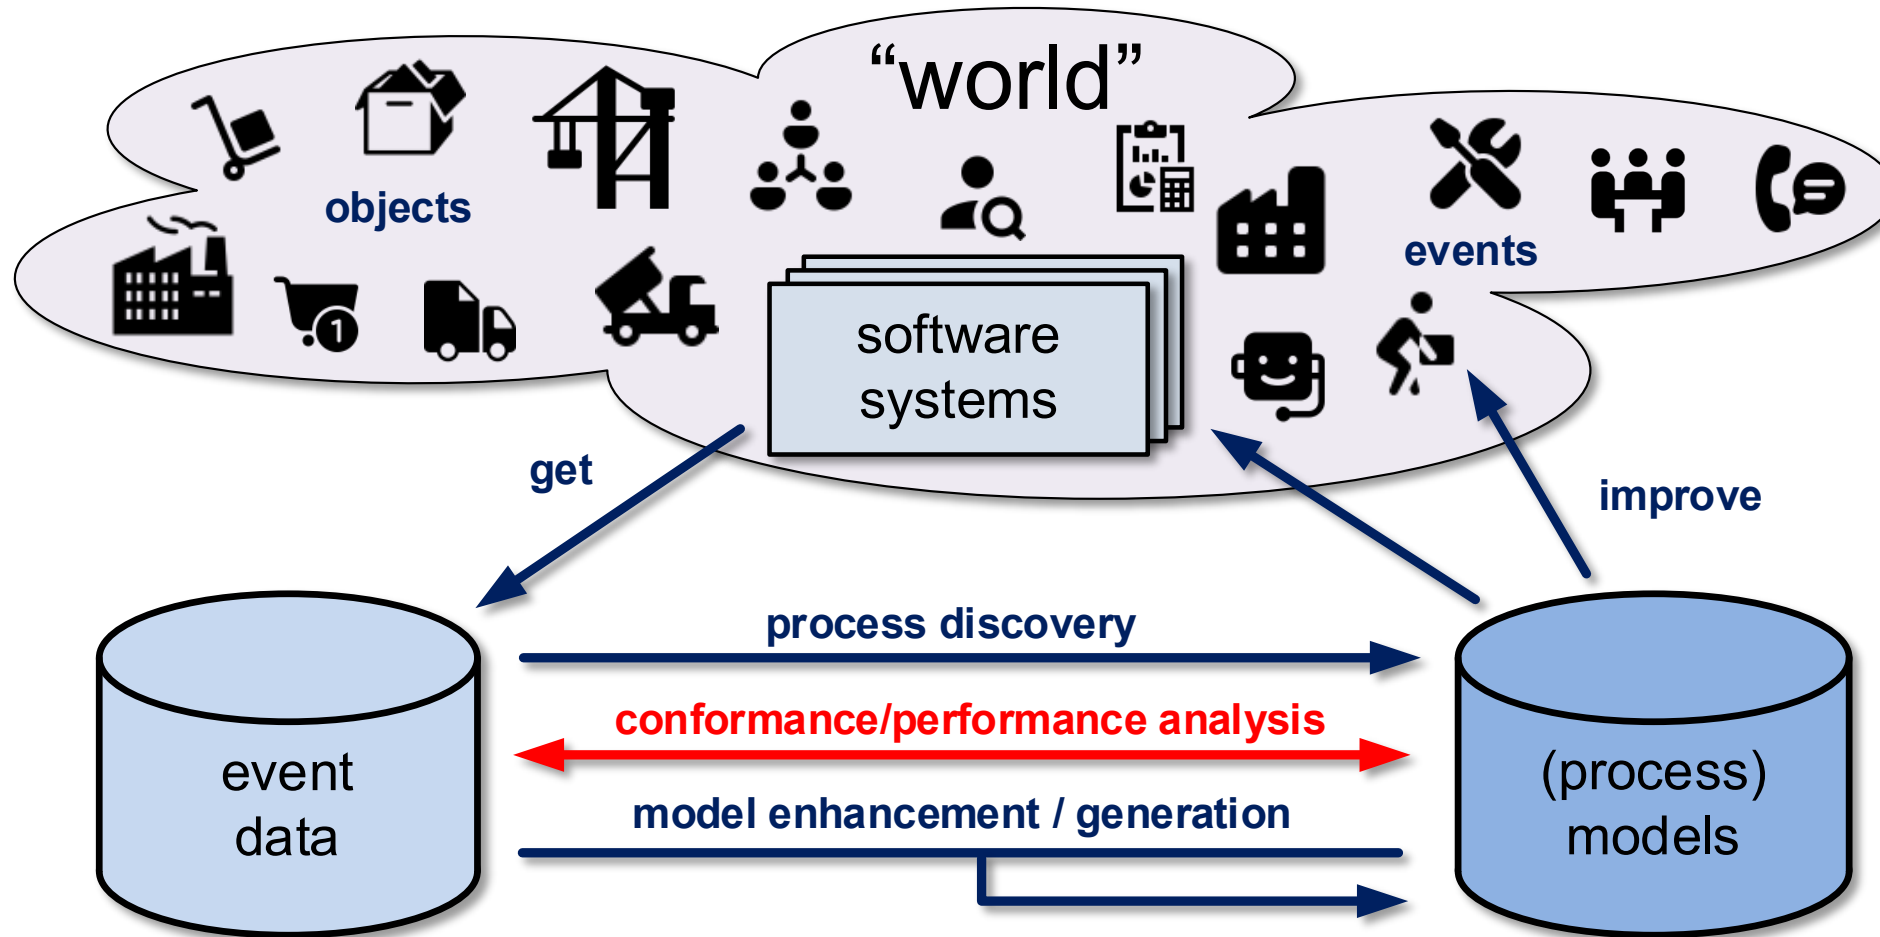 “world”
objects
events
1
software
systems
get
improve
process discovery
conformance/performance analysis
model enhancement / generation
event
data
(process)
models